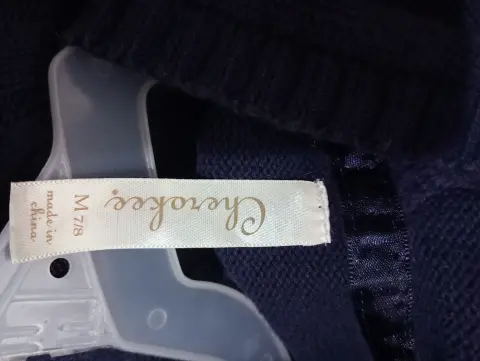 Cherokee®
M 7/8
made in
china